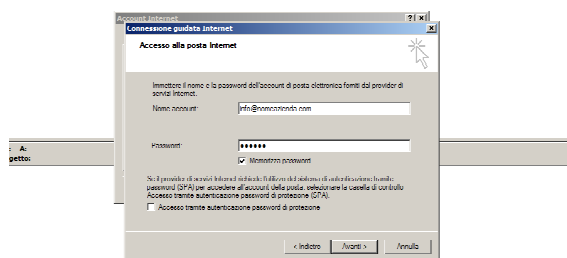 Account Internet
Connessione guidata Internet
Accesso alla posta Internet
Immettere il nome e la password dell'account di posta elettronica forniti dal provider di
servizi Internet.
Nome account:
info@nomeazienda.com
A:
getto:
Password:
••••••
Memorizza password
Se il provider di servizi Internet richiede l'utilizzo del sistema di autenticazione tramite
password (SPA) per accedere all'account della posta, selezionare la casella di controllo
Accesso tramite autenticazione password di protezione (SPA).
Accesso tramite autenticazione password di protezione
< Indietro
Avanti >
Annulla